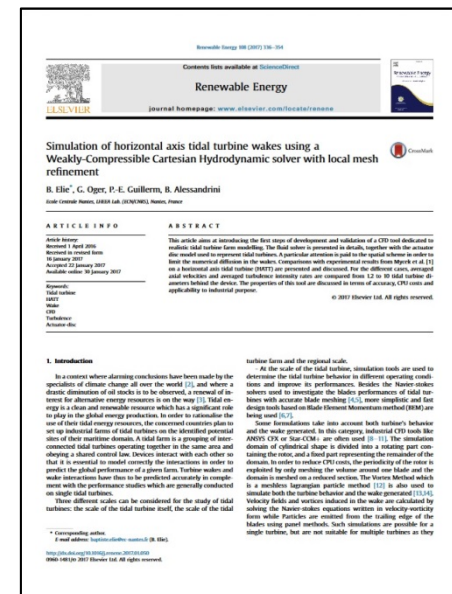 Renewable Energy 108 (2017) 736–754
Contents lists available at ScienceDirect
Renewable Energy
journal homepage: www.elsevier.com/locate/renene
ELSEVIER
Simulation of horizontal axis tidal turbine wakes using a
Weakly-Compressible Cartesian Hydrodynamic solver with local mesh
refinement
CrossMark
B. Elie*, G. Oger, P.-E. Guillerm, B. Alessandrini
Ecole Centrale Nantes, LHEEA Lab. (ECN/CNRS), Nantes, France
ARTICLE INFO
Article history:
Received 1 April 2016
Received in revised form
18 January 2017
Accepted 22 January 2017
Available online 30 January 2017
Keywords:
Tidal turbine
HATT
Wake
CFD
Turbulence
Actuator-disc
ABSTRACT
This article aims at introducing the first steps of development and validation of a CFD tool dedicated to
realistic tidal turbine farm modelling. The fluid solver is presented in details, together with the actuator
disc model used to represent tidal turbines. A particular attention is paid to the spatial scheme in order to
limit the numerical diffusion in the wakes. Comparisons with experimental results from Mycek et al. [1]
on a horizontal axis tidal turbine (HATT) are presented and discussed. For the different cases, averaged
axial velocities and averaged turbulence intensity rates are compared from 1.2 to 10 tidal turbine di-
ameters behind the device. The properties of this tool are discussed in terms of accuracy, CPU costs and
applicability to industrial purpose.
© 2017 Elsevier Ltd. All rights reserved.
1. Introduction
In a context where alarming conclusions have been made by the
specialists of climate change all over the world [2], and where a
drastic diminution of oil stocks is to be observed, a renewal of in-
terest for alternative energy resources is on the way [3]. Tidal en-
ergy is a clean and renewable resource which has a significant role
to play in the global energy production. In order to rationalise the
use of their tidal energy resources, the concerned countries plan to
set up industrial farms of tidal turbines on the identified potential
sites of their maritime domain. A tidal farm is a grouping of inter-
connected tidal turbines operating together in the same area and
obeying a shared control law. Devices interact with each other so
that it is essential to model correctly the interactions in order to
predict the global performance of a given farm. Turbine wakes and
wake interactions have thus to be predicted accurately in comple-
ment with the performance studies which are generally conducted
on single tidal turbines.
Three different scales can be considered for the study of tidal
turbines: the scale of the tidal turbine itself, the scale of the tidal
turbine farm and the regional scale.
At the scale of the tidal turbine, simulation tools are used to
determine the tidal turbine behavior in different operating condi-
tions and improve its performances. Besides the Navier-stokes
solvers used to investigate the blades performances of tidal tur-
bines with accurate blade meshing [4,5], more simplistic and fast
design tools based on Blade Element Momentum method (BEM) are
being used [6,7].
Some formulations take into account both turbine's behavior
and the wake generated. In this category, industrial CFD tools like
ANSYS CFX or Star-CCM+ are often used [8–11]. The simulation
domain of cylindrical shape is divided into a rotating part con-
taining the rotor, and a fixed part representing the remainder of the
domain. In order to reduce CPU costs, the periodicity of the rotor is
exploited by only meshing the volume around one blade and the
domain is meshed on a reduced section. The Vortex Method which
is a meshless lagrangian particle method [12] is also used to
simulate both the turbine behavior and the wake generated [13,14].
Velocity fields and vortices induced in the wake are calculated by
solving the Navier-stokes equations written in velocity-vorticity
form while Particles are emitted from the trailing edge of the
blades using panel methods. Such simulations are possible for a
single turbine, but are not suitable for multiple turbines as they
* Corresponding author.
E-mail address: baptiste.elie@ec-nantes.fr (B. Elie).
http://dx.doi.org/10.1016/j.renene.2017.01.050
0960-1481/© 2017 Elsevier Ltd. All rights reserved.